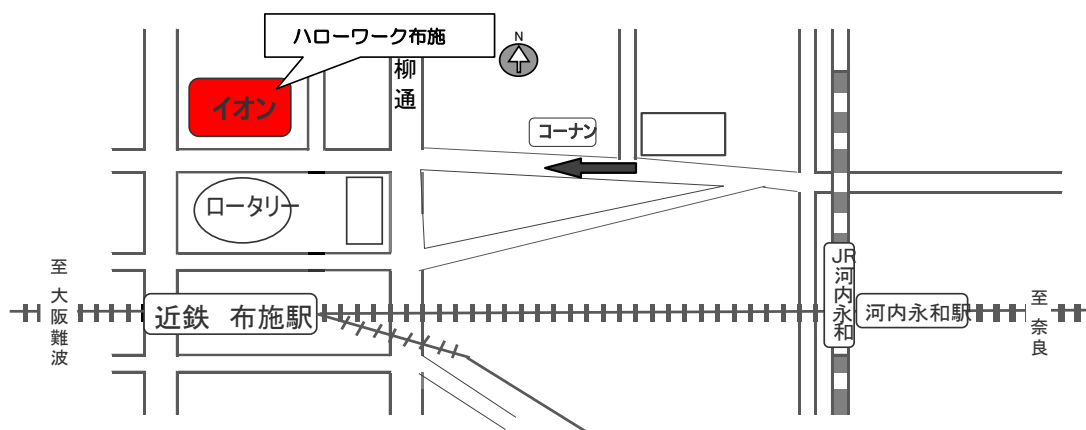 ハローワーク布施
N
柳通
イオン
コーナン
ロータリー
至 大阪難波
近鉄 布施駅
JR河内永和
河内永和駅
至 奈良